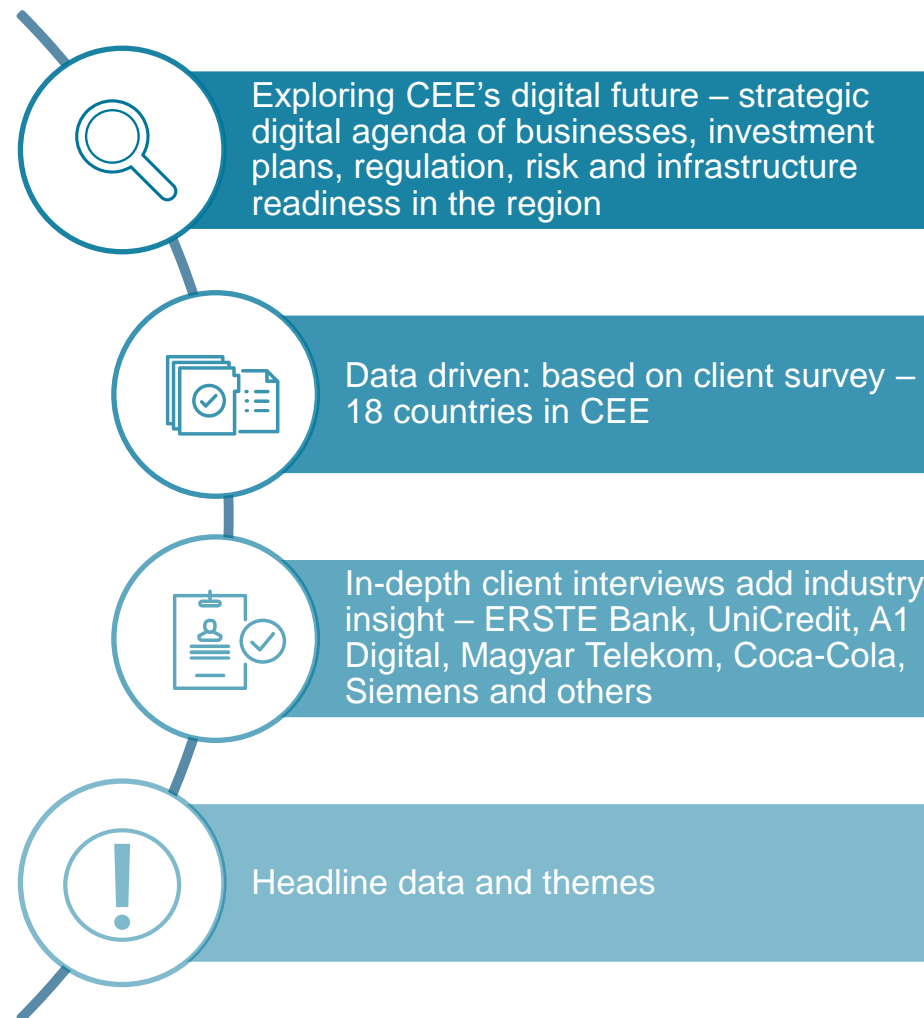 Exploring CEE’s digital future – strategic
digital agenda of businesses, investment
plans, regulation, risk and infrastructure
readiness in the region
Data driven: based on client survey –
18 countries in CEE
In-depth client interviews add industry
insight – ERSTE Bank, UniCredit, A1
Digital, Magyar Telekom, Coca-Cola,
Siemens and others
!
Headline data and themes